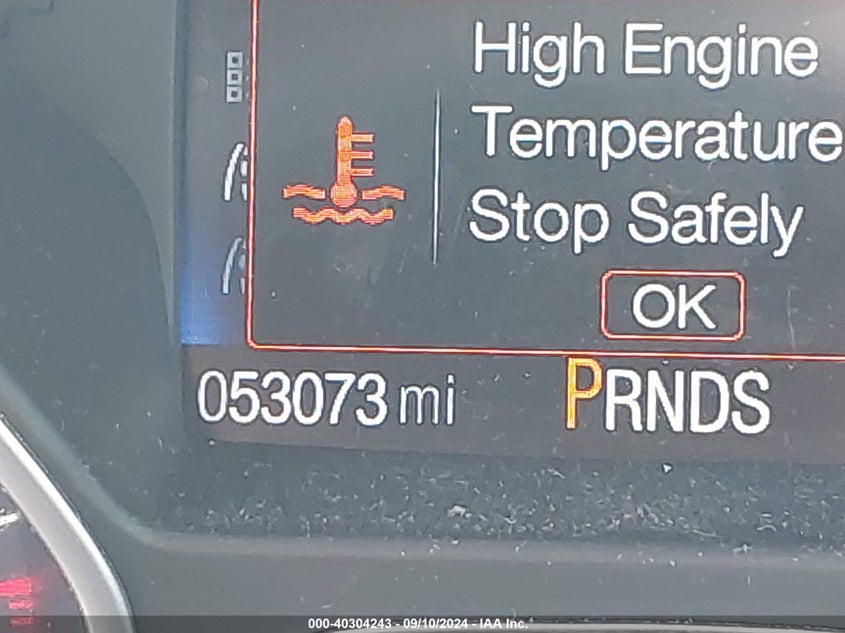 High Engine
Temperature
Stop Safely
OK
053073 mi
PRNDS
000-40304243 - 09/10/2024 - IAA Inc.